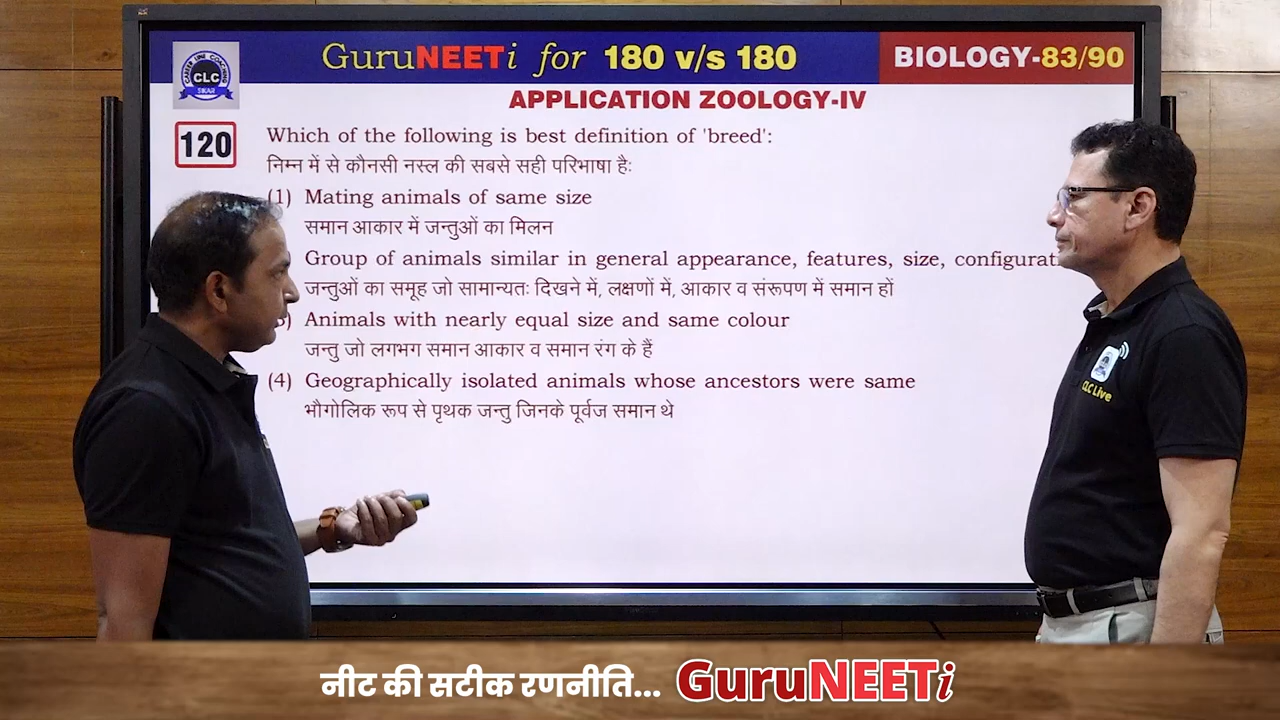 GuruNEETi for 180 v/s 180
BIOLOGY-83/90
CAREER LINE COACHING
CLC
SIKAR
APPLICATION ZOOLOGY-IV
120
Which of the following is best definition of 'breed':
निम्न में से कौनसी नस्ल की सबसे सही परिभाषा है:
(1) Mating animals of same size
समान आकार में जन्तुओं का मिलन
Group of animals similar in general appearance, features, size,
जन्तुओं का समूह जो सामान्यतः दिखने में, लक्षणों में, आकार व संरूपण में समान हों
Animals with nearly equal size and same colour
जन्तु जो लगभग समान आकार व समान रंग के हैं
(4) Geographically isolated animals whose ancestors were same
भौगोलिक रूप से पृथक जन्तु जिनके पूर्वज समान थे
CLC Live
नीट की सटीक रणनीति... GuruNEETi